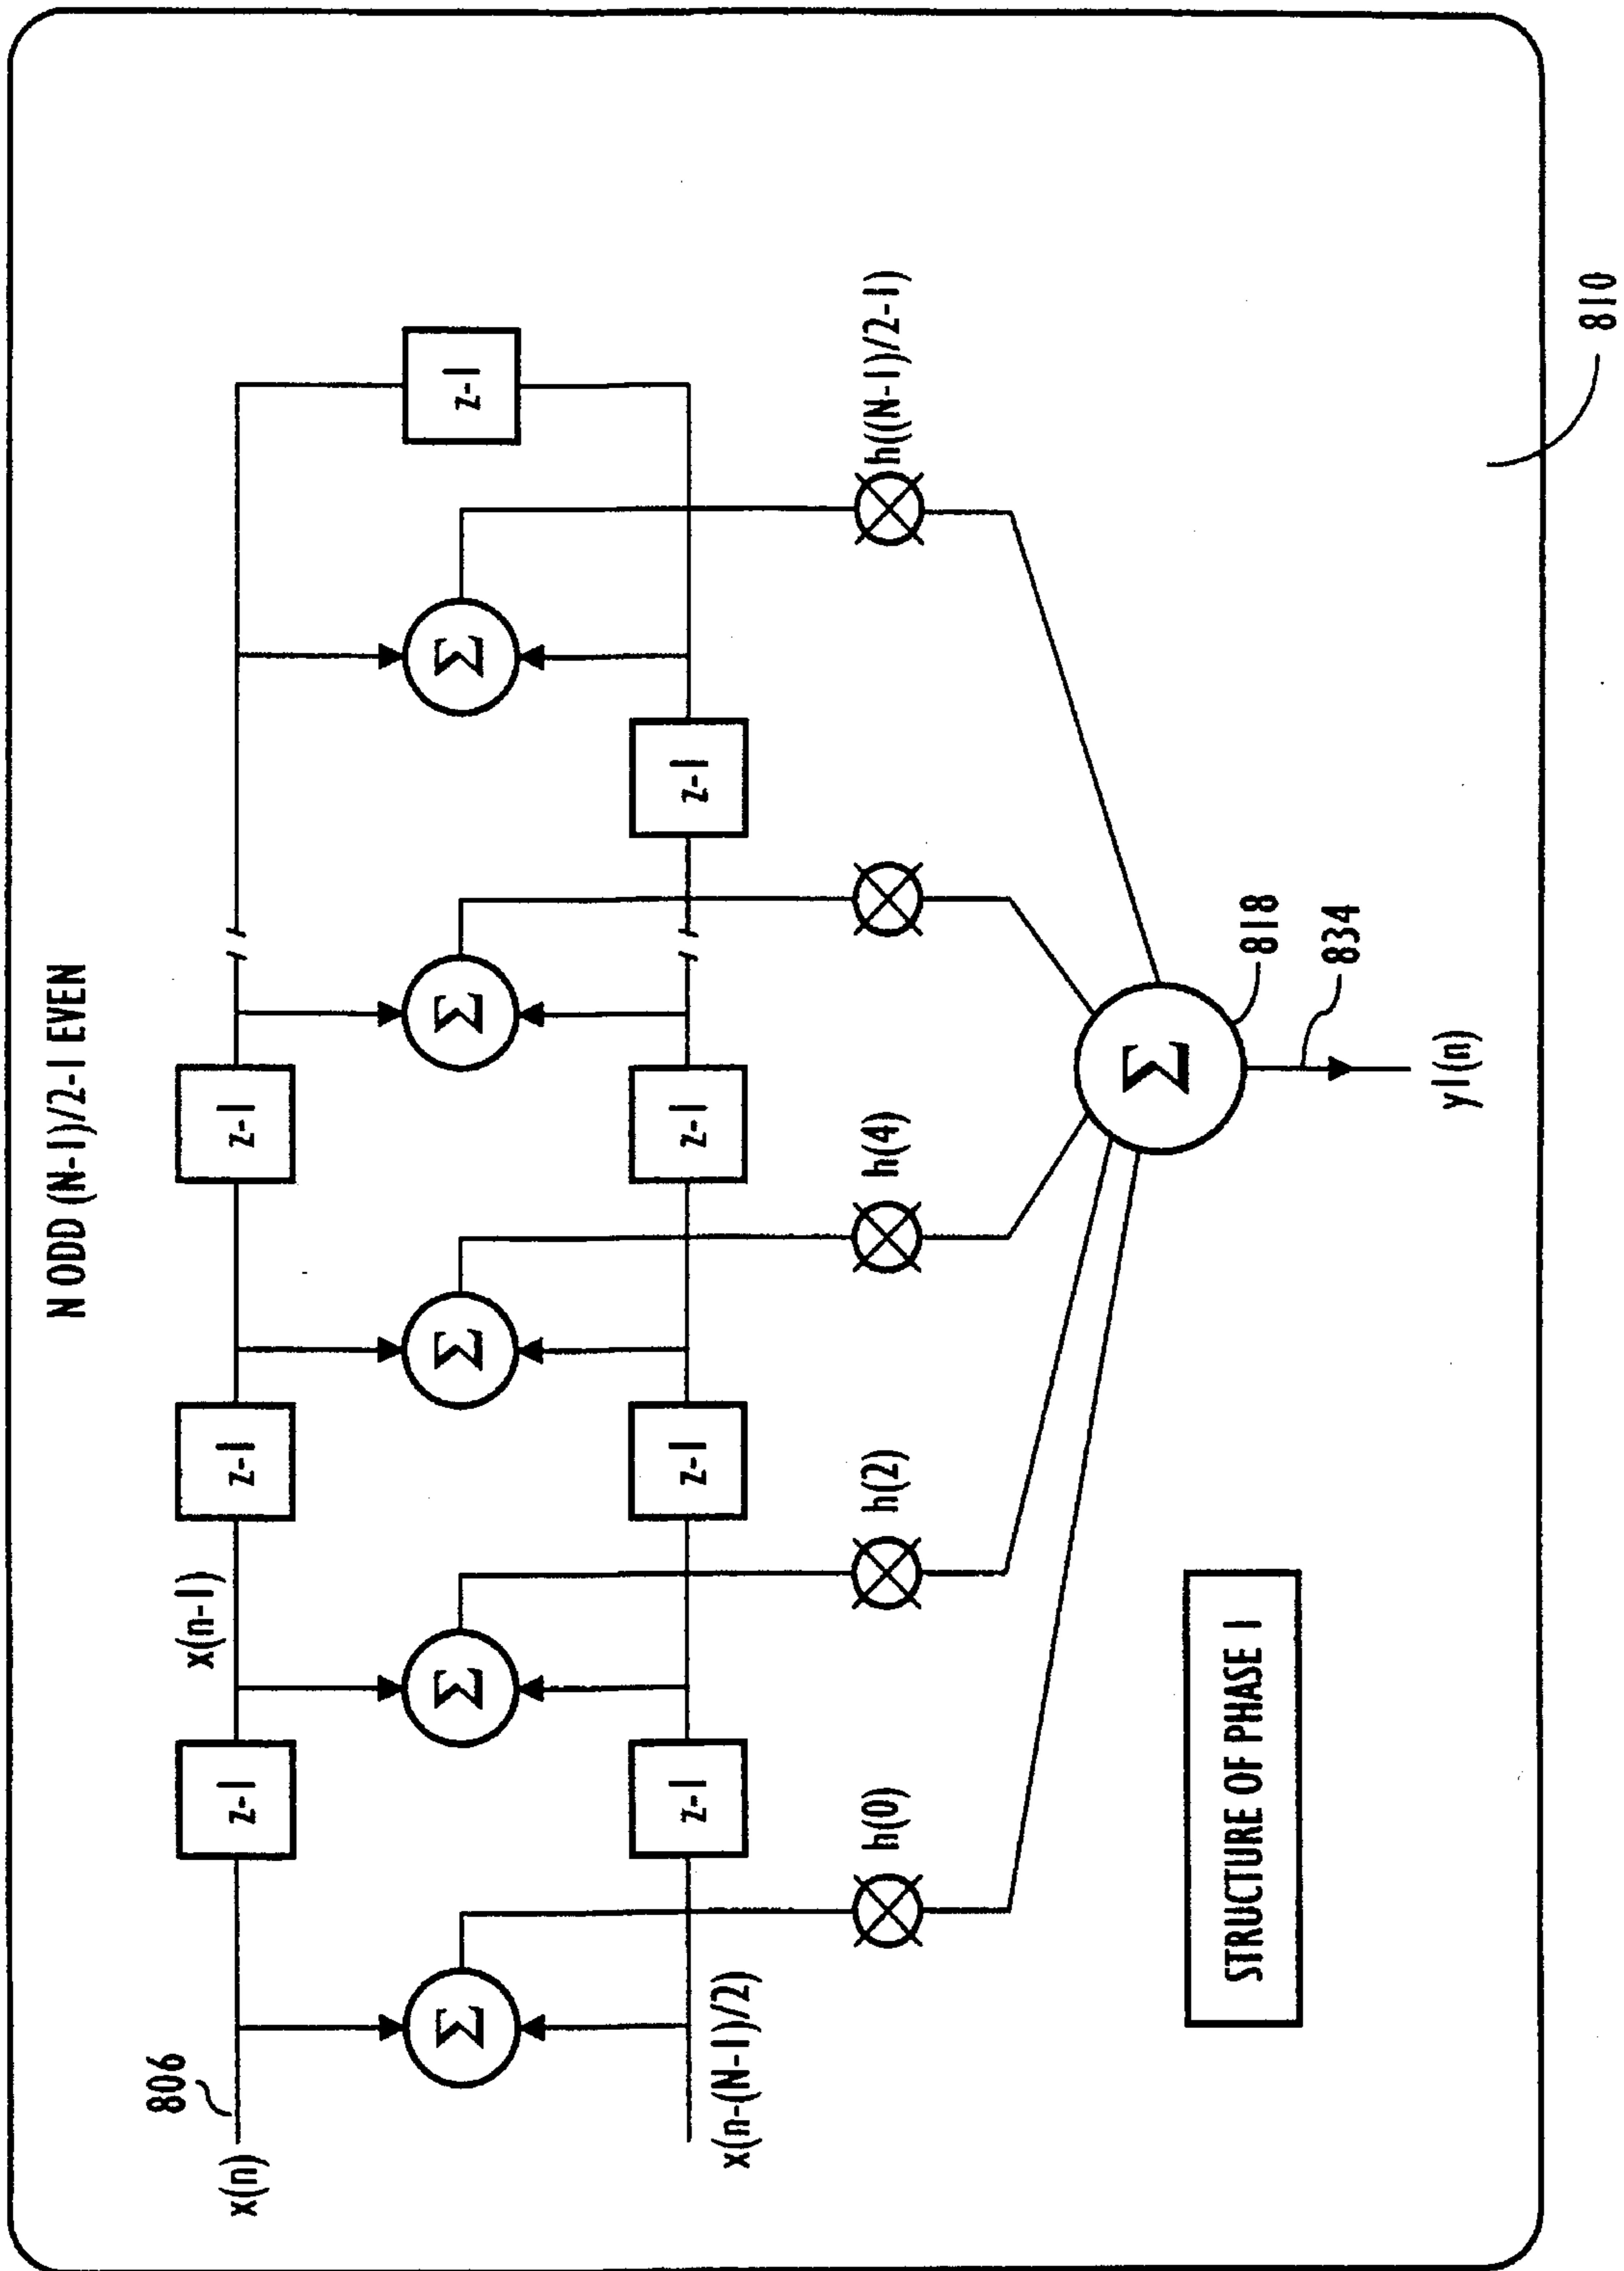 N ODD (N-1)/2-1 EVEN
806
x(n)
x(n-1)
z-1
z-1
z-1
Σ
Σ
Σ
Σ
Σ
z-1
z-1
z-1
z-1
z-1
x(n-(N-1)/2)
h(0)
h(2)
h(4)
h((N-1)/2-1)
Σ
818
834
y1(n)
STRUCTURE OF PHASE 1
810